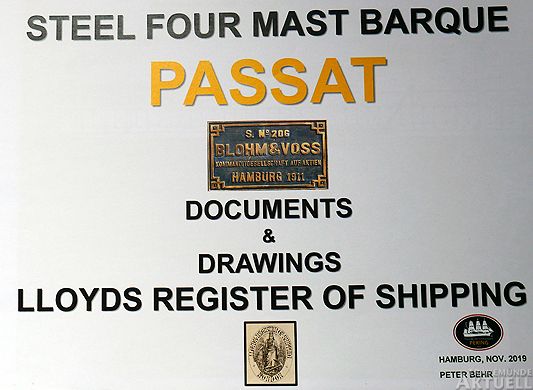 STEEL FOUR MAST BARQUE
PASSAT
S. Nº 206
BLOHM & VOSS
KOMMANDITGESELLSCHAFT AUF AKTIEN
HAMBURG 1911
DOCUMENTS
&
DRAWINGS
LLOYDS REGISTER OF SHIPPING
PEKING
HAMBURG, NOV. 2019
PETER BEHR
AKTUELL